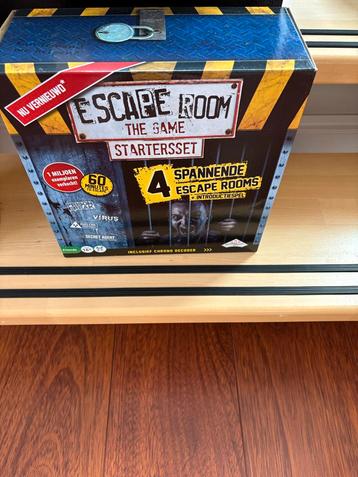 NU VERNIEUWD*
ESCAPE ROOM
THE GAME
STARTERSSET
1 MILJOEN
exemplaren
verkocht!
60
MINUTES
4 SPANNENDE
ESCAPE ROOMS
+ INTRODUCTIESPEL
VIRUS
SECRET AGENT
INCLUSIEF CHRONO DECODER >>>